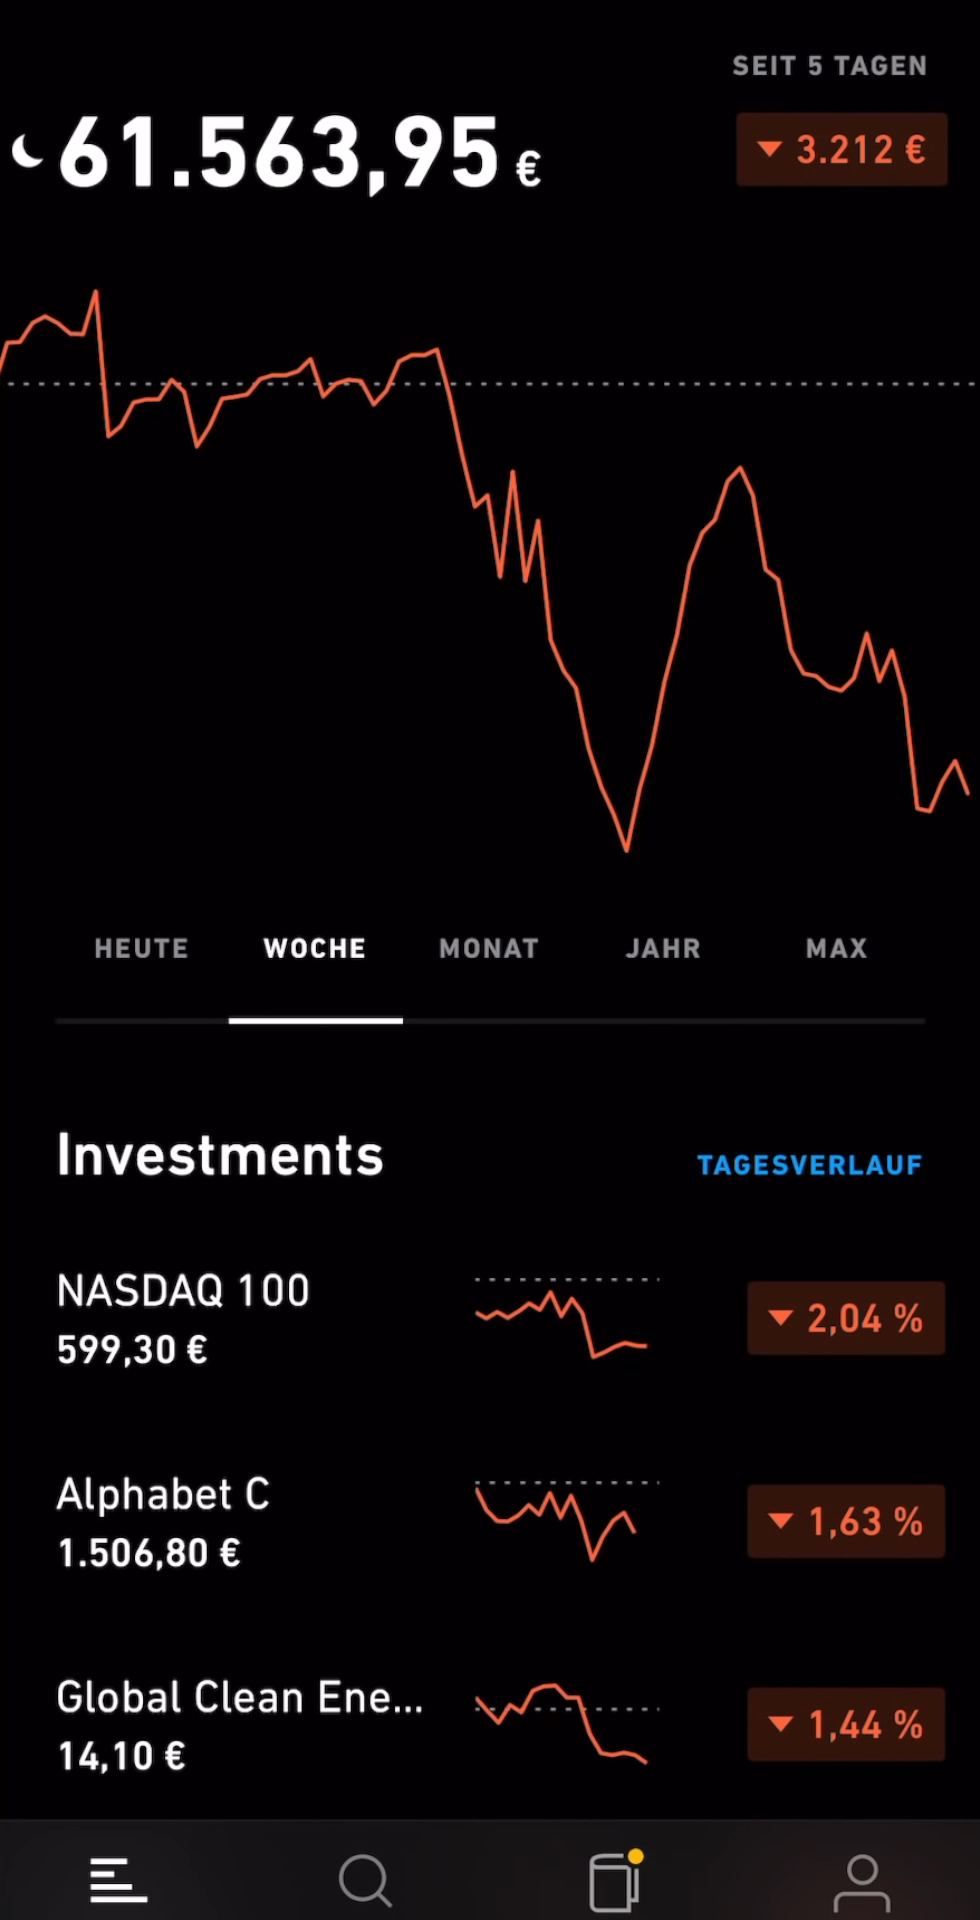 SEIT 5 TAGEN
61.563,95 €
3.212 €
HEUTE
WOCHE
MONAT
JAHR
MAX
Investments
TAGESVERLAUF
NASDAQ 100
599,30 €
2,04 %
Alphabet C
1.506,80 €
1,63 %
Global Clean Ene...
14,10 €
1,44 %